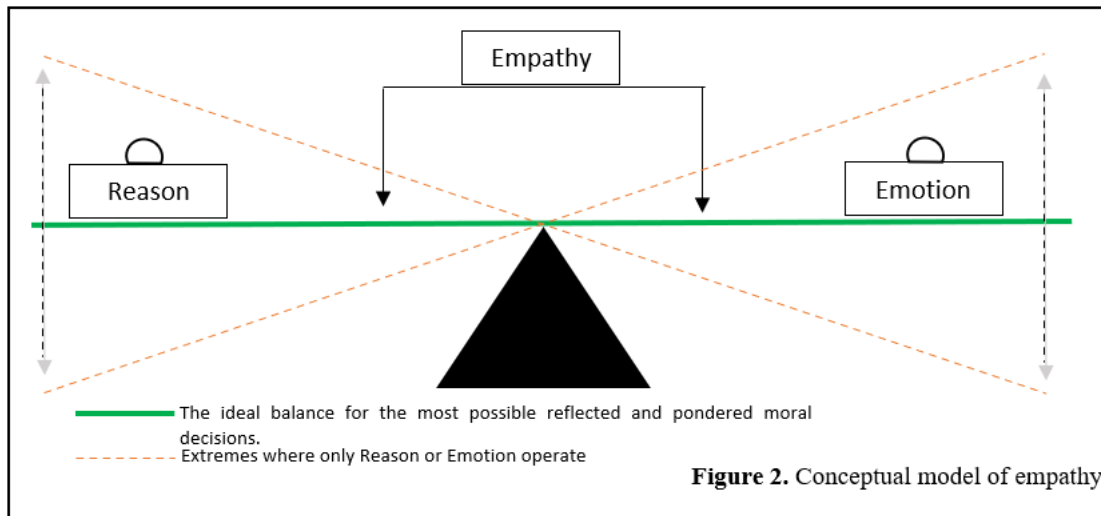 Empathy
Reason
Emotion
The ideal balance for the most possible reflected and pondered moral
decisions.
Extremes where only Reason or Emotion operate
Figure 2. Conceptual model of empathy